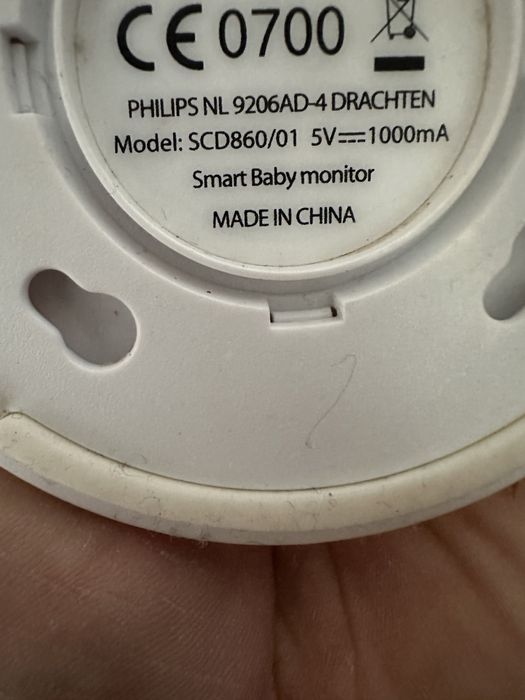 CE 0700
PHILIPS NL 9206AD-4 DRACHTEN
Model: SCD860/01 5V⎓1000mA
Smart Baby monitor
MADE IN CHINA